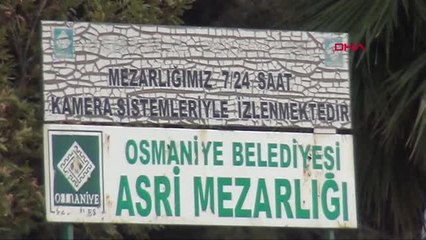 DHA
MEZARLIĞIMIZ 7/24 SAAT
KAMERA SİSTEMLERİYLE İZLENMEKTEDİR
OSMANİYE BELEDİYESİ
ASRİ MEZARLIĞI
OSMANİYE